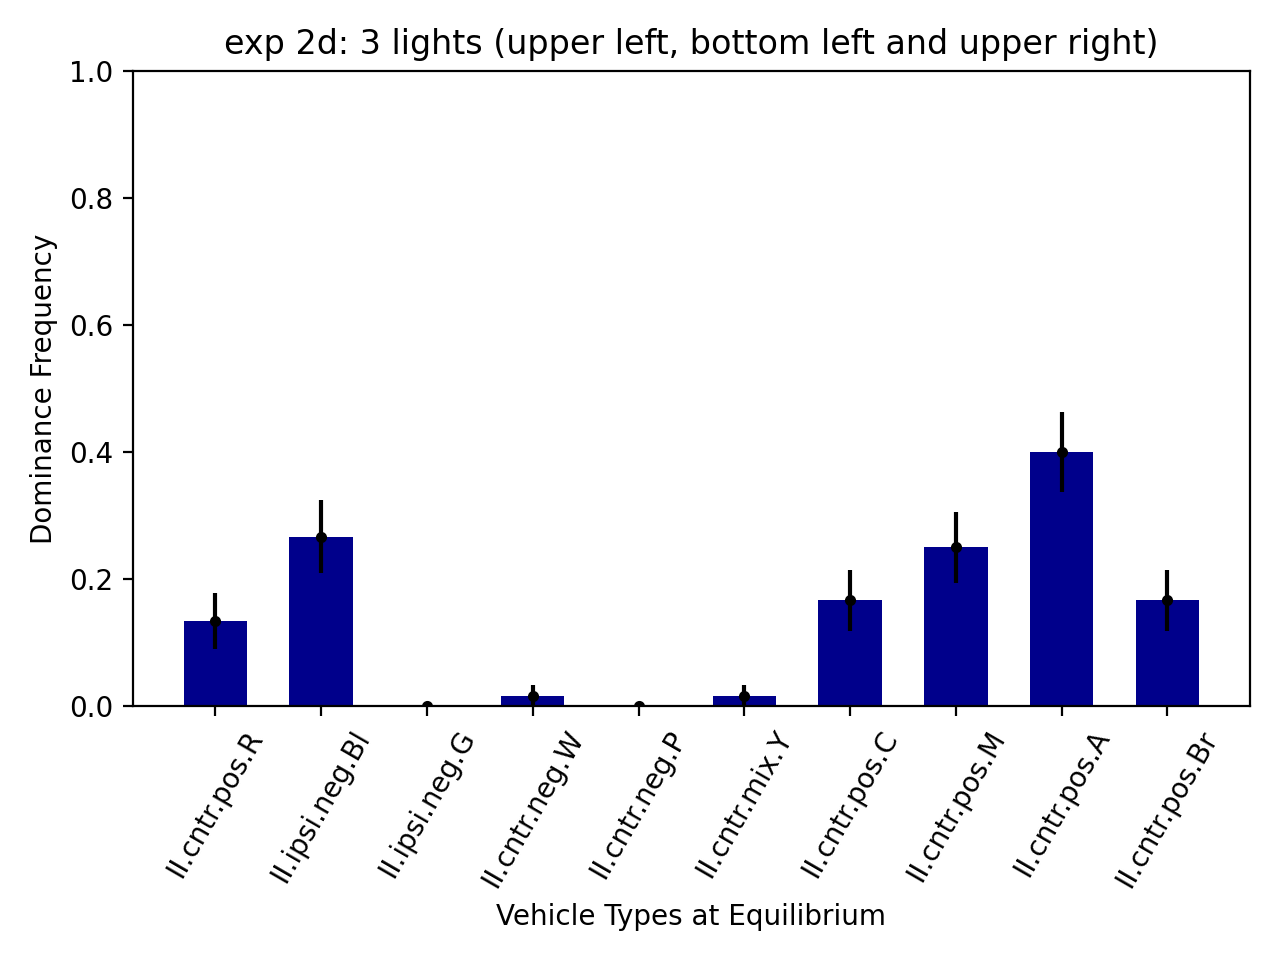 exp 2d: 3 lights (upper left, bottom left and upper right)
1.0
0.8
0.6
0.4
0.2
0.0
Dominance Frequency
II.cntr.pos.R
II.ipsi.neg.Bl
II.ipsi.neg.G
II.cntr.neg.W
II.cntr.neg.P
II.cntr.mix.Y
II.cntr.pos.C
II.cntr.pos.M
II.cntr.pos.A
II.cntr.pos.Br
Vehicle Types at Equilibrium